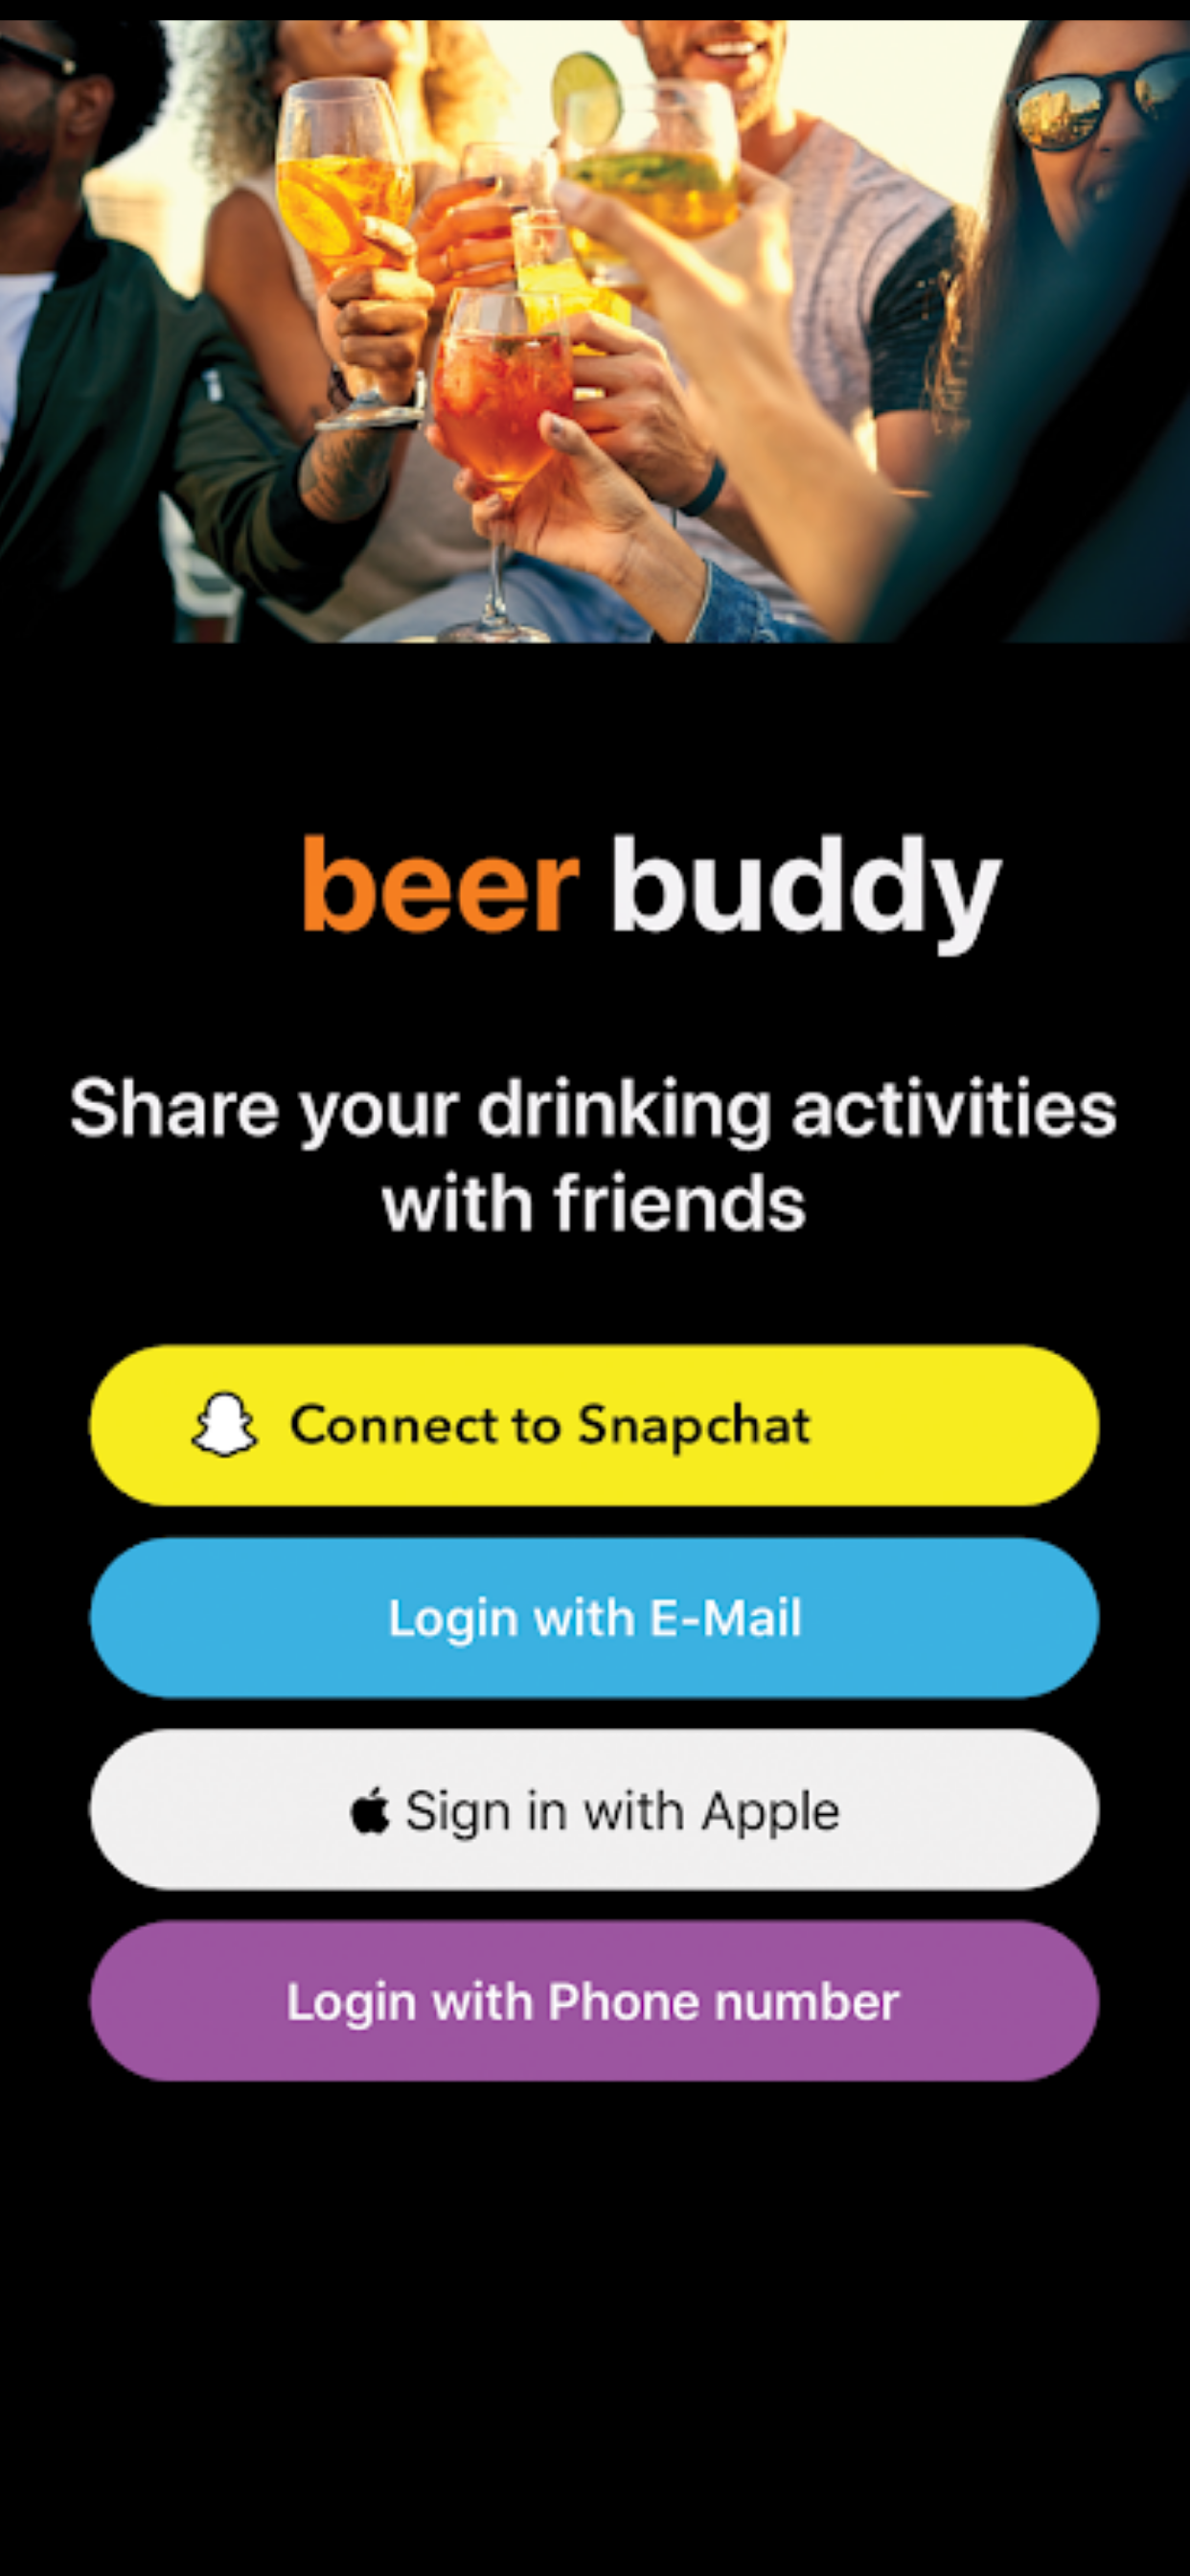 beer buddy
Share your drinking activities
with friends
Connect to Snapchat
Login with E-Mail
Sign in with Apple
Login with Phone number